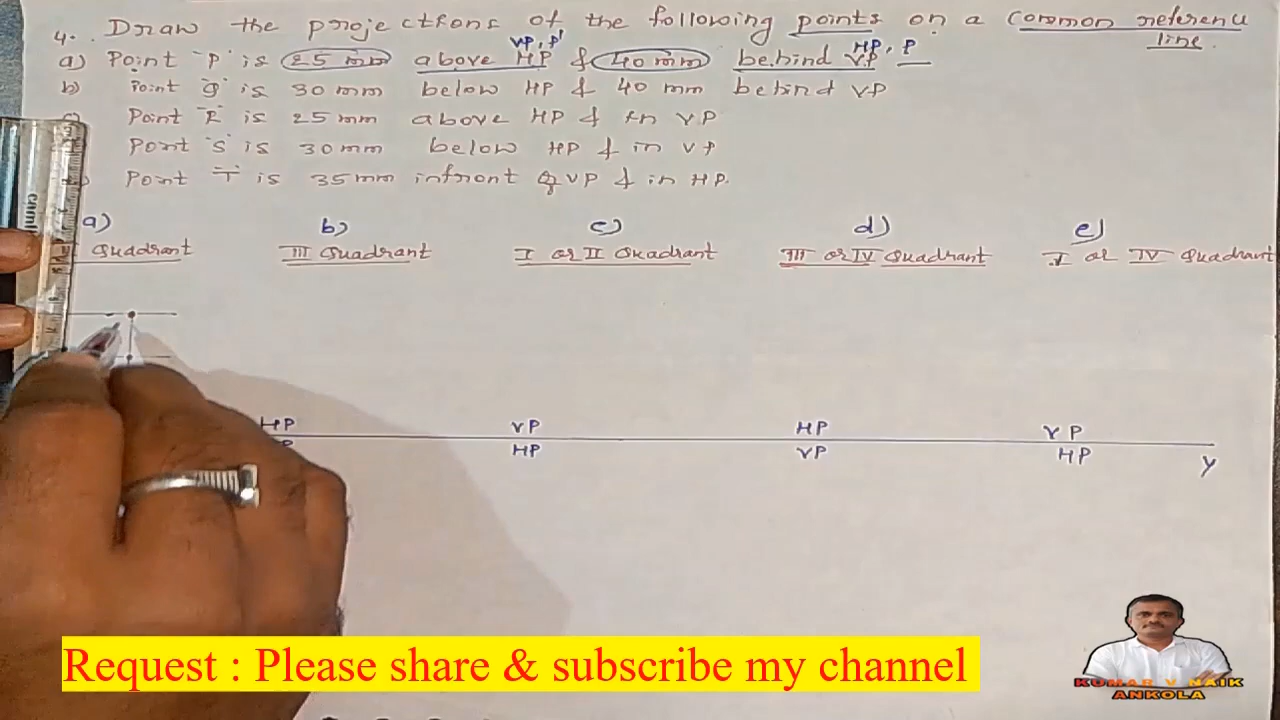 4. Draw the projections of the following points on a common reference
line.
VP, p' HP, P
a) Point "P" is 25 mm above HP & 40 mm behind VP
b) Point "Q" is 30 mm below HP & 40 mm behind VP
c) Point "R" is 25 mm above HP & in VP
Point "S" is 30 mm below HP & in VP
Point "T" is 35 mm infront of VP & in HP.
a) b) c) d) e)
Quadrant III Quadrant I or II Quadrant III or IV Quadrant I or IV Quadrant
HP VP HP VP
HP VP HP
y
Request : Please share & subscribe my channel
KUMAR V NAIK
ANKOLA